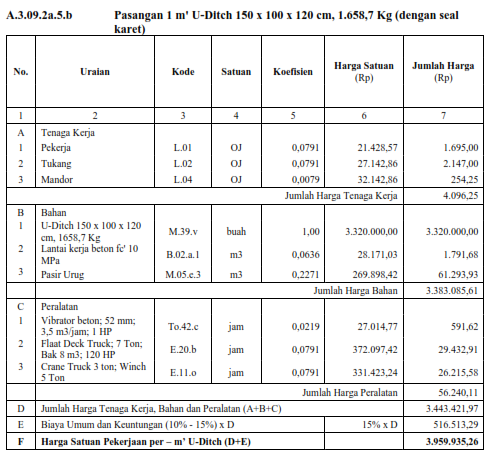 A.3.09.2a.5.b Pasangan 1 m' U-Ditch 150 x 100 x 120 cm, 1.658,7 Kg (dengan seal
karet)
No. Uraian Kode Satuan Koefisien Harga Satuan (Rp) Jumlah Harga (Rp)
1 2 3 4 5 6 7
A Tenaga Kerja
1 Pekerja L.01 OJ 0,0791 21.428,57 1.695,00
2 Tukang L.02 OJ 0,0791 27.142,86 2.147,00
3 Mandor L.04 OJ 0,0079 32.142,86 254,25
Jumlah Harga Tenaga Kerja 4.096,25
B Bahan
1 U-Ditch 150 x 100 x 120
cm, 1658,7 Kg M.39.v buah 1,00 3.320.000,00 3.320.000,00
2 Lantai kerja beton fc' 10
MPa B.02.a.1 m3 0,0636 28.171,03 1.791,68
3 Pasir Urug M.05.e.3 m3 0,2271 269.898,42 61.293,93
Jumlah Harga Bahan 3.383.085,61
C Peralatan
1 Vibrator beton; 52 mm;
3,5 m3/jam; 1 HP To.42.c jam 0,0219 27.014,77 591,62
2 Flaat Deck Truck; 7 Ton;
Bak 8 m3; 120 HP E.20.b jam 0,0791 372.097,42 29.432,91
3 Crane Truck 3 ton; Winch
5 Ton E.11.o jam 0,0791 331.423,24 26.215,58
Jumlah Harga Peralatan 56.240,11
D Jumlah Harga Tenaga Kerja, Bahan dan Peralatan (A+B+C) 3.443.421,97
E Biaya Umum dan Keuntungan (10% - 15%) x D 15% x D 516.513,29
F Harga Satuan Pekerjaan per – m' U-Ditch (D+E) 3.959.935,26